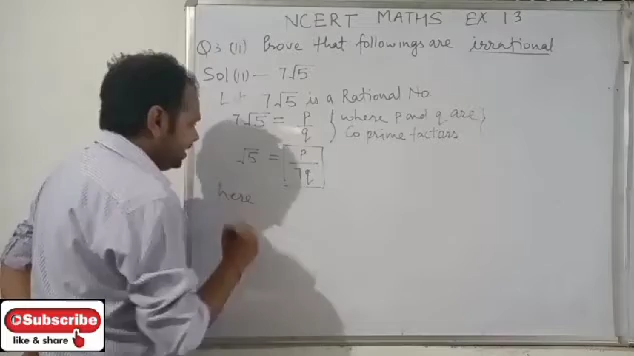 NCERT MATHS EX 1 3
Q3 (ii) Prove that followings are irrational
Sol (ii) — 7√5
Let 7√5 is a Rational No.
7√5 = p/q {where p and q are}
Co prime factors
√5 = [p/7q]
here
Subscribe
like & share